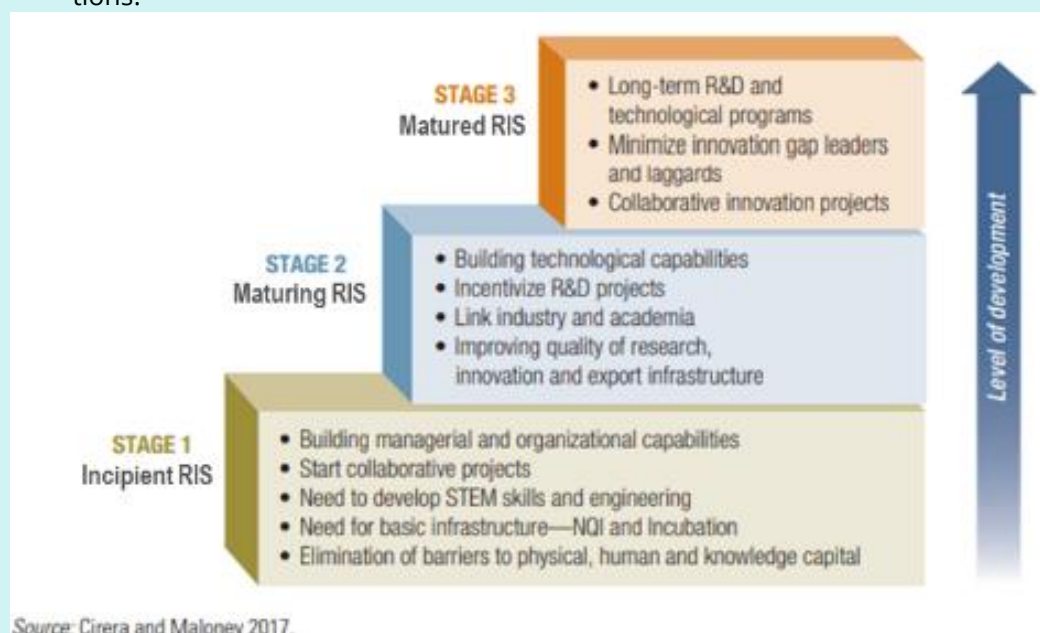 tions.
STAGE 3
Matured RIS
• Long-term R&D and
technological programs
• Minimize innovation gap leaders
and laggards
• Collaborative innovation projects
STAGE 2
Maturing RIS
• Building technological capabilities
• Incentivize R&D projects
• Link industry and academia
• Improving quality of research,
innovation and export infrastructure
STAGE 1
Incipient RIS
• Building managerial and organizational capabilities
• Start collaborative projects
• Need to develop STEM skills and engineering
• Need for basic infrastructure—NQI and Incubation
• Elimination of barriers to physical, human and knowledge capital
Level of development
Source: Cirera and Maloney 2017.